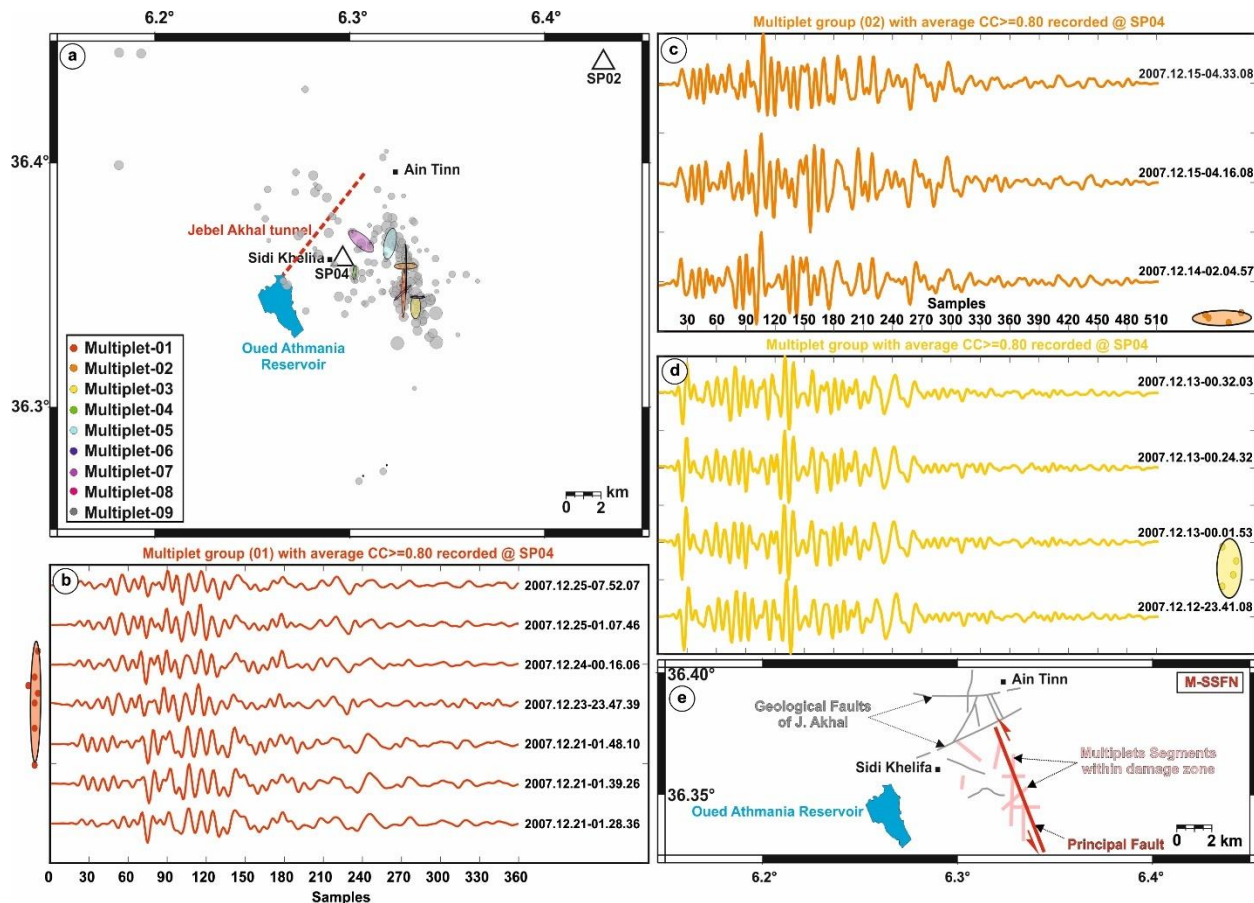 6.2°
6.3°
6.4°
a
SP02
36.4°
Ain Tinn
Jebel Akhal tunnel
Sidi Khelifa
SP04
Oued Athmania
Reservoir
36.3°
Multiplet-01
Multiplet-02
Multiplet-03
Multiplet-04
Multiplet-05
Multiplet-06
Multiplet-07
Multiplet-08
Multiplet-09
km
0 2
Multiplet group (01) with average CC>=0.80 recorded @ SP04
b
2007.12.25-07.52.07
2007.12.25-01.07.46
2007.12.24-00.16.06
2007.12.23-23.47.39
2007.12.21-01.48.10
2007.12.21-01.39.26
2007.12.21-01.28.36
0 30 60 90 120 150 180 210 240 270 300 330 360
Samples
Multiplet group (02) with average CC>=0.80 recorded @ SP04
c
2007.12.15-04.33.08
2007.12.15-04.16.08
2007.12.14-02.04.57
Samples
30 60 90 120 150 180 210 240 270 300 330 360 390 420 450 480 510
Multiplet group with average CC>=0.80 recorded @ SP04
d
2007.12.13-00.32.03
2007.12.13-00.24.32
2007.12.13-00.01.53
2007.12.12-23.41.08
36.40°
e
Ain Tinn
M-SSFN
Geological Faults
of J. Akhal
Multiplets Segments
within damage zone
Sidi Khelifa
36.35°
Oued Athmania
Reservoir
Principal Fault
0 2 km
6.2°
6.3°
6.4°